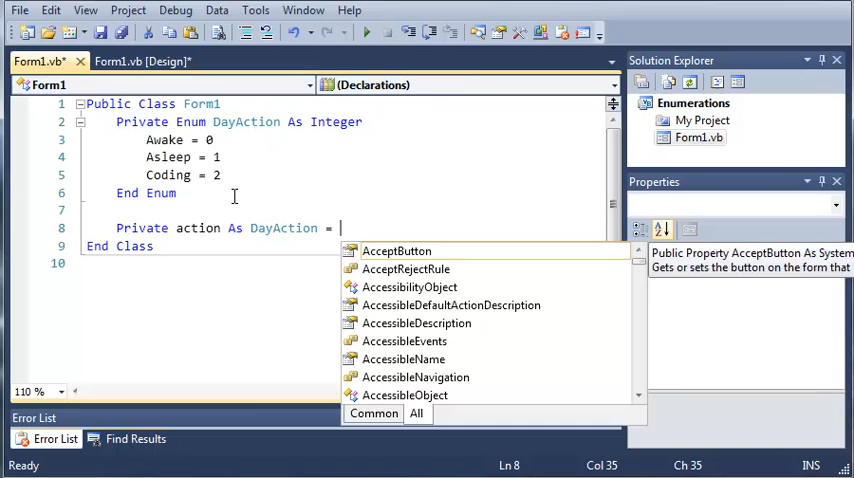 File Edit View Project Debug Data Tools Window Help
Form1.vb* Form1.vb [Design]*
Form1 (Declarations)
1 Public Class Form1
2 Private Enum DayAction As Integer
3 Awake = 0
4 Asleep = 1
5 Coding = 2
6 End Enum
7
8 Private action As DayAction =
9 End Class
10
AcceptButton
AcceptRejectRule
AccessibilityObject
AccessibleDefaultActionDescription
AccessibleDescription
AccessibleEvents
AccessibleName
AccessibleNavigation
AccessibleObject
Common All
Public Property AcceptButton As System
Gets or sets the button on the form that
110 %
Solution Explorer
Enumerations
My Project
Form1.vb
Properties
Error List
Error List Find Results
Ready Ln 8 Col 35 Ch 35 INS